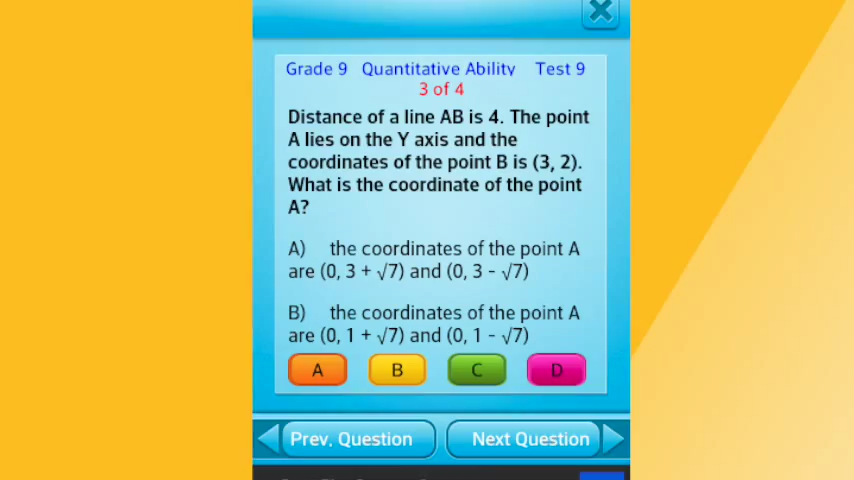 Grade 9 Quantitative Ability Test 9
3 of 4
Distance of a line AB is 4. The point
A lies on the Y axis and the
coordinates of the point B is (3, 2).
What is the coordinate of the point
A?
A) the coordinates of the point A
are (0, 3 + √7) and (0, 3 - √7)
B) the coordinates of the point A
are (0, 1 + √7) and (0, 1 - √7)
A B C D
Prev. Question Next Question